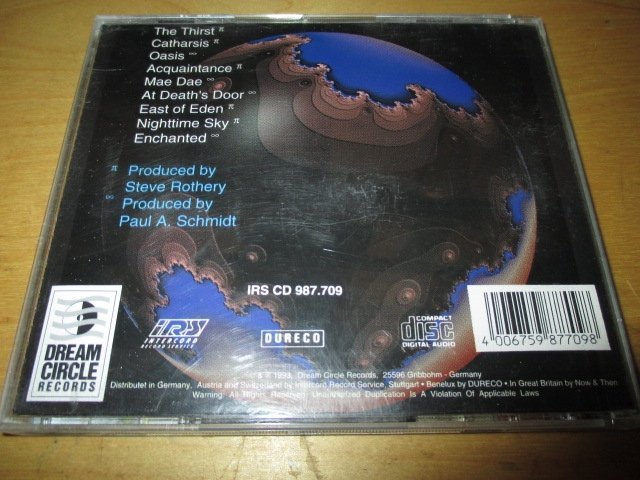 The Thirst π
Catharsis π
Oasis ∞
Acquaintance π
Mae Dae ∞
At Death's Door ∞
East of Eden π
Nighttime Sky π
Enchanted ∞
π Produced by
Steve Rothery
∞ Produced by
Paul A. Schmidt
IRS CD 987.709
DREAM
CIRCLE
RECORDS
IRS
INTERCORD
RECORD SERVICE
DURECO
COMPACT
disc
DIGITAL AUDIO
4 006759 877098
& ℗ 1993, Dream Circle Records, 25596 Gribbohm - Germany
Distributet in Germany, Austria and Switzerland by Intercord Record Service, Stuttgart • Benelux by DURECO • In Great Britain by Now & Then
Warning: All Rights Reserved. Unauthorized Duplication Is A Violation Of Applicable Laws